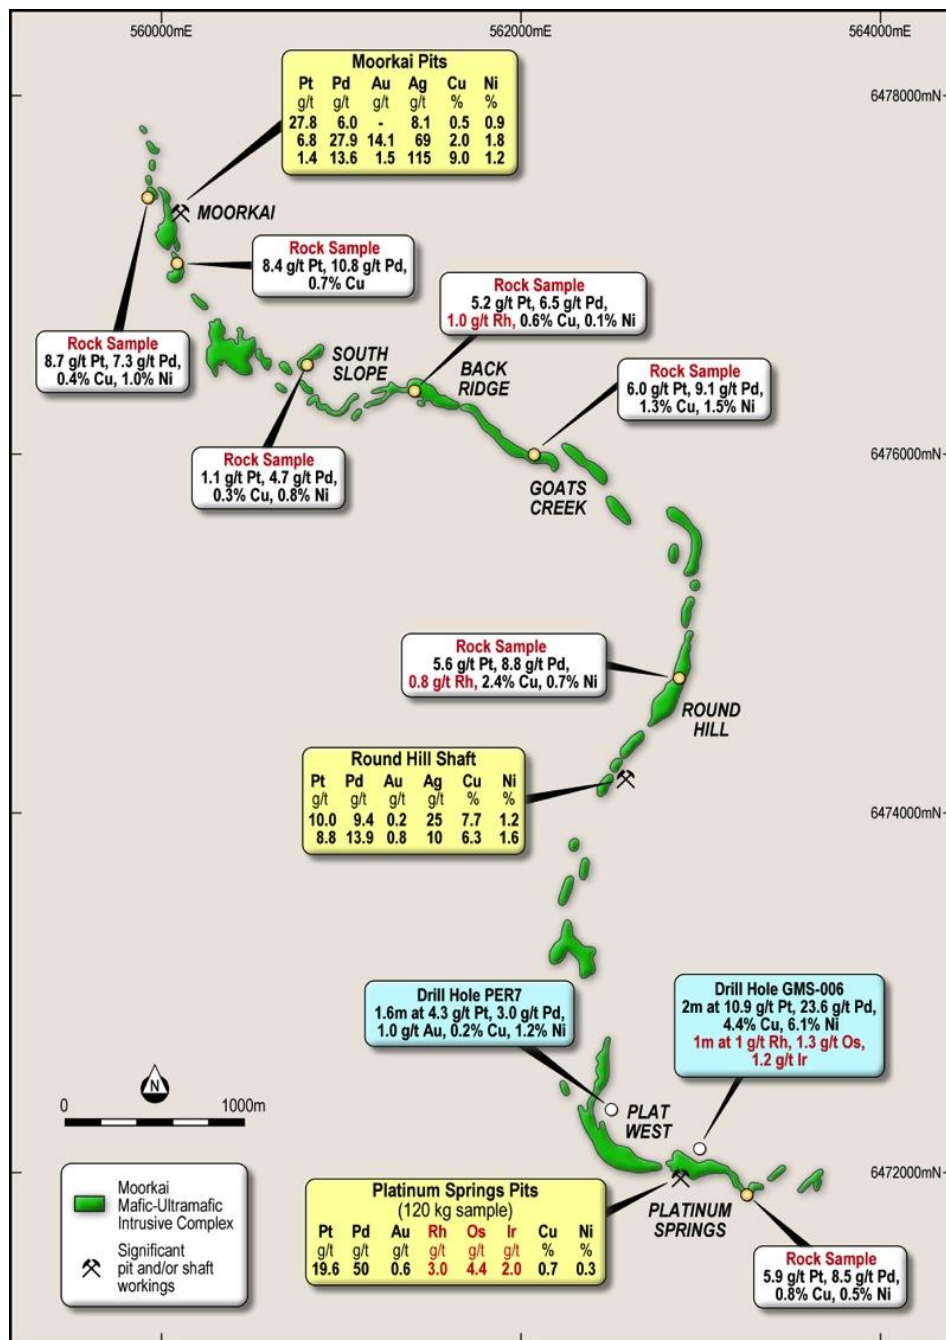 560000mE
562000mE
564000mE
6478000mN
Moorkai Pits
Pt Pd Au Ag Cu Ni
g/t g/t g/t g/t % %
27.8 6.0 - 8.1 0.5 0.9
6.8 27.9 14.1 69 2.0 1.8
1.4 13.6 1.5 115 9.0 1.2
MOORKAI
Rock Sample
8.4 g/t Pt, 10.8 g/t Pd,
0.7% Cu
Rock Sample
5.2 g/t Pt, 6.5 g/t Pd,
1.0 g/t Rh, 0.6% Cu, 0.1% Ni
Rock Sample
8.7 g/t Pt, 7.3 g/t Pd,
0.4% Cu, 1.0% Ni
SOUTH
SLOPE
BACK
RIDGE
Rock Sample
6.0 g/t Pt, 9.1 g/t Pd,
1.3% Cu, 1.5% Ni
Rock Sample
1.1 g/t Pt, 4.7 g/t Pd,
0.3% Cu, 0.8% Ni
6476000mN
GOATS
CREEK
Rock Sample
5.6 g/t Pt, 8.8 g/t Pd,
0.8 g/t Rh, 2.4% Cu, 0.7% Ni
ROUND
HILL
Round Hill Shaft
Pt Pd Au Ag Cu Ni
g/t g/t g/t g/t % %
10.0 9.4 0.2 25 7.7 1.2
8.8 13.9 0.8 10 6.3 1.6
6474000mN
Drill Hole PER7
1.6m at 4.3 g/t Pt, 3.0 g/t Pd,
1.0 g/t Au, 0.2% Cu, 1.2% Ni
Drill Hole GMS-006
2m at 10.9 g/t Pt, 23.6 g/t Pd,
4.4% Cu, 6.1% Ni
1m at 1 g/t Rh, 1.3 g/t Os,
1.2 g/t Ir
N
0 1000m
PLAT
WEST
6472000mN
Moorkai
Mafic-Ultramafic
Intrusive Complex
Significant
pit and/or shaft
workings
Platinum Springs Pits
(120 kg sample)
Pt Pd Au Rh Os Ir Cu Ni
g/t g/t g/t g/t g/t g/t % %
19.6 50 0.6 3.0 4.4 2.0 0.7 0.3
PLATINUM
SPRINGS
Rock Sample
5.9 g/t Pt, 8.5 g/t Pd,
0.8% Cu, 0.5% Ni